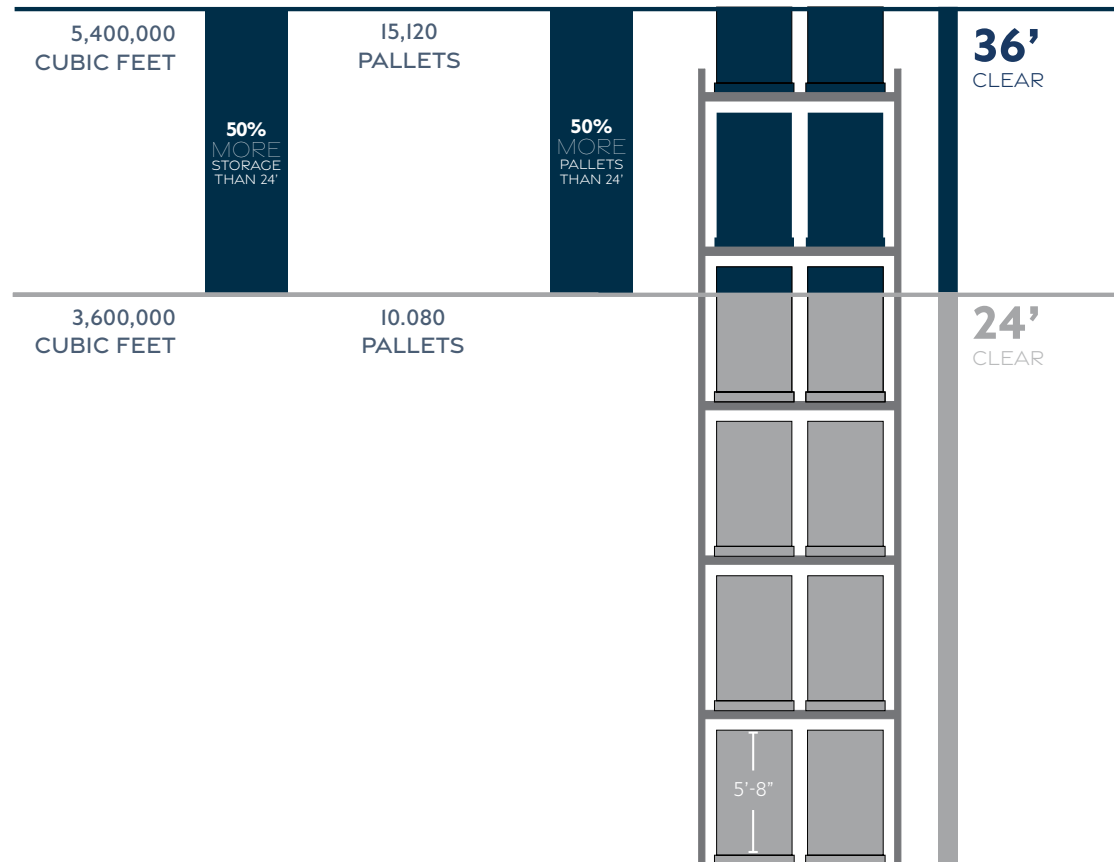 5,400,000
CUBIC FEET
50%
MORE
STORAGE
THAN 24'
15,120
PALLETS
50%
MORE
PALLETS
THAN 24'
36’
CLEAR
3,600,000
CUBIC FEET
10.080
PALLETS
24’
CLEAR
5’-8”